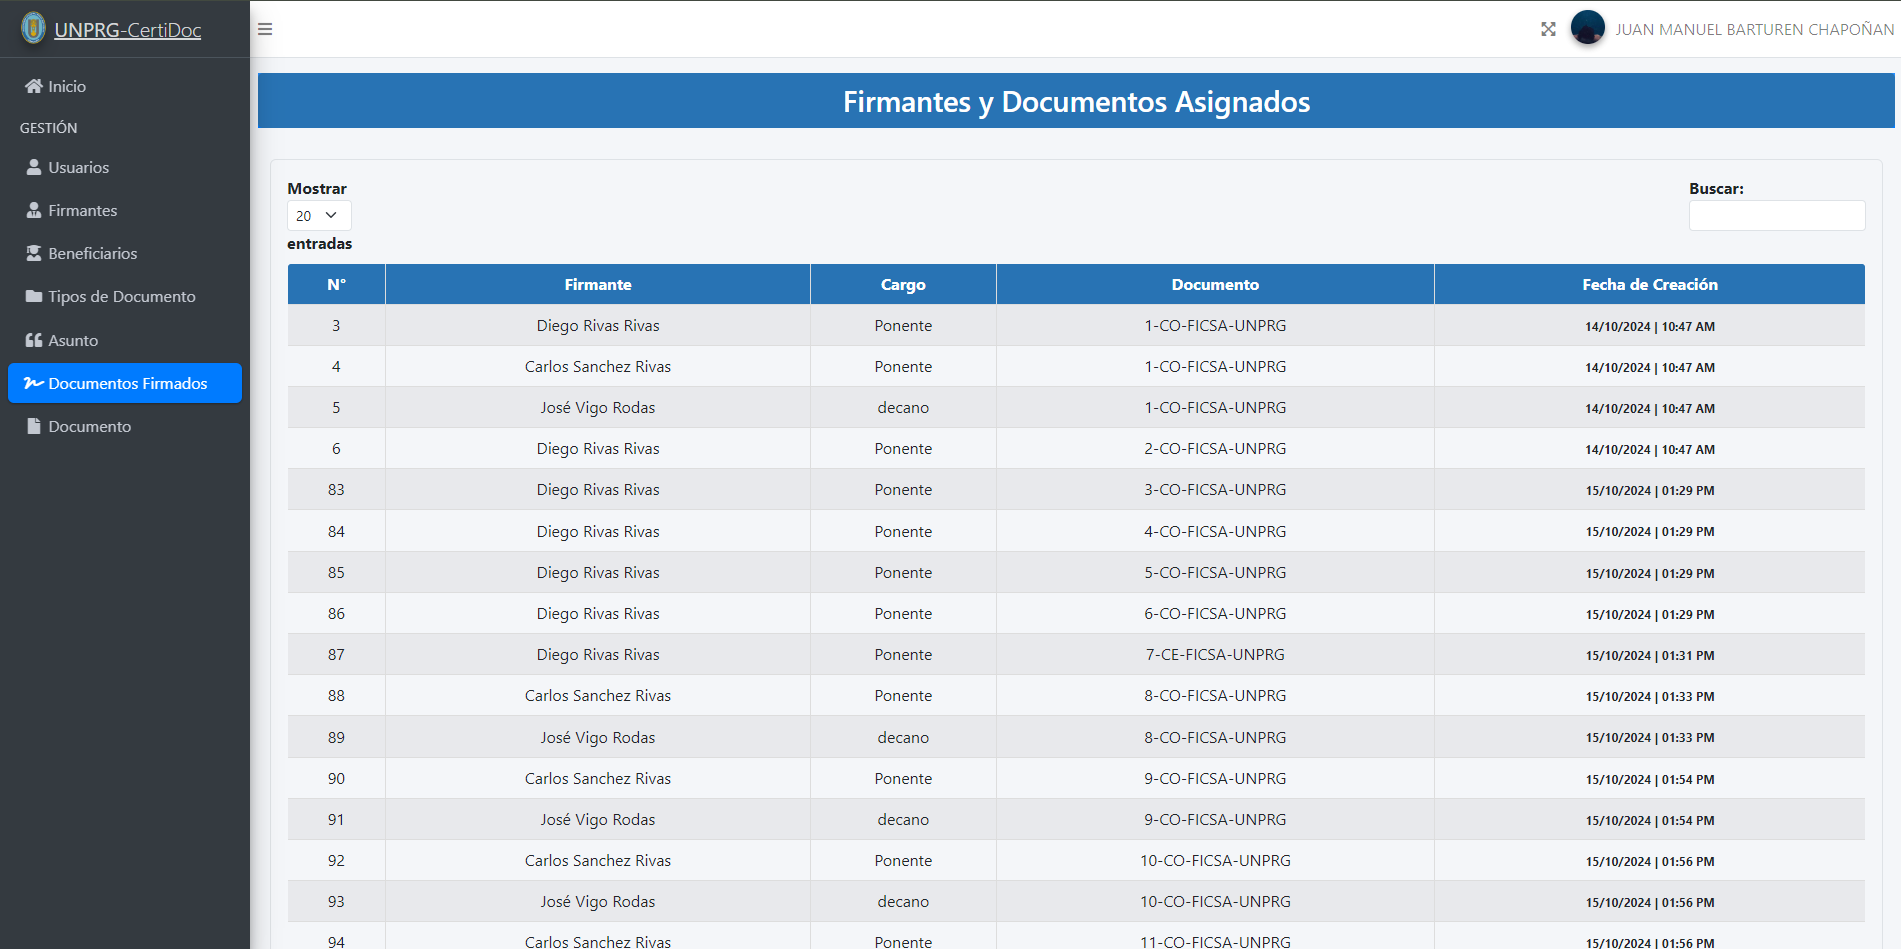 UNPRG-CertiDoc
JUAN MANUEL BARTUREN CHAPOÑAN
Inicio
GESTIÓN
Usuarios
Firmantes
Beneficiarios
Tipos de Documento
Asunto
Documentos Firmados
Documento
Firmantes y Documentos Asignados
Mostrar
20
entradas
Buscar:
N° Firmante Cargo Documento Fecha de Creación
3 Diego Rivas Rivas Ponente 1-CO-FICSA-UNPRG 14/10/2024 | 10:47 AM
4 Carlos Sanchez Rivas Ponente 1-CO-FICSA-UNPRG 14/10/2024 | 10:47 AM
5 José Vigo Rodas decano 1-CO-FICSA-UNPRG 14/10/2024 | 10:47 AM
6 Diego Rivas Rivas Ponente 2-CO-FICSA-UNPRG 14/10/2024 | 10:47 AM
83 Diego Rivas Rivas Ponente 3-CO-FICSA-UNPRG 15/10/2024 | 01:29 PM
84 Diego Rivas Rivas Ponente 4-CO-FICSA-UNPRG 15/10/2024 | 01:29 PM
85 Diego Rivas Rivas Ponente 5-CO-FICSA-UNPRG 15/10/2024 | 01:29 PM
86 Diego Rivas Rivas Ponente 6-CO-FICSA-UNPRG 15/10/2024 | 01:29 PM
87 Diego Rivas Rivas Ponente 7-CE-FICSA-UNPRG 15/10/2024 | 01:31 PM
88 Carlos Sanchez Rivas Ponente 8-CO-FICSA-UNPRG 15/10/2024 | 01:33 PM
89 José Vigo Rodas decano 8-CO-FICSA-UNPRG 15/10/2024 | 01:33 PM
90 Carlos Sanchez Rivas Ponente 9-CO-FICSA-UNPRG 15/10/2024 | 01:54 PM
91 José Vigo Rodas decano 9-CO-FICSA-UNPRG 15/10/2024 | 01:54 PM
92 Carlos Sanchez Rivas Ponente 10-CO-FICSA-UNPRG 15/10/2024 | 01:56 PM
93 José Vigo Rodas decano 10-CO-FICSA-UNPRG 15/10/2024 | 01:56 PM
94 Carlos Sanchez Rivas Ponente 11-CO-FICSA-UNPRG 15/10/2024 | 01:56 PM